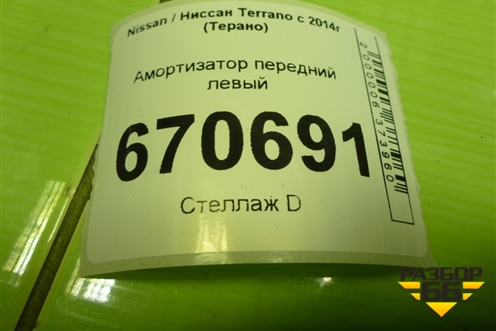 Nissan / Ниссан Terrano с 2014г
(Терано)
Амортизатор передний
левый
670691
Стеллаж D
2000006373960
РАЗБОР
66